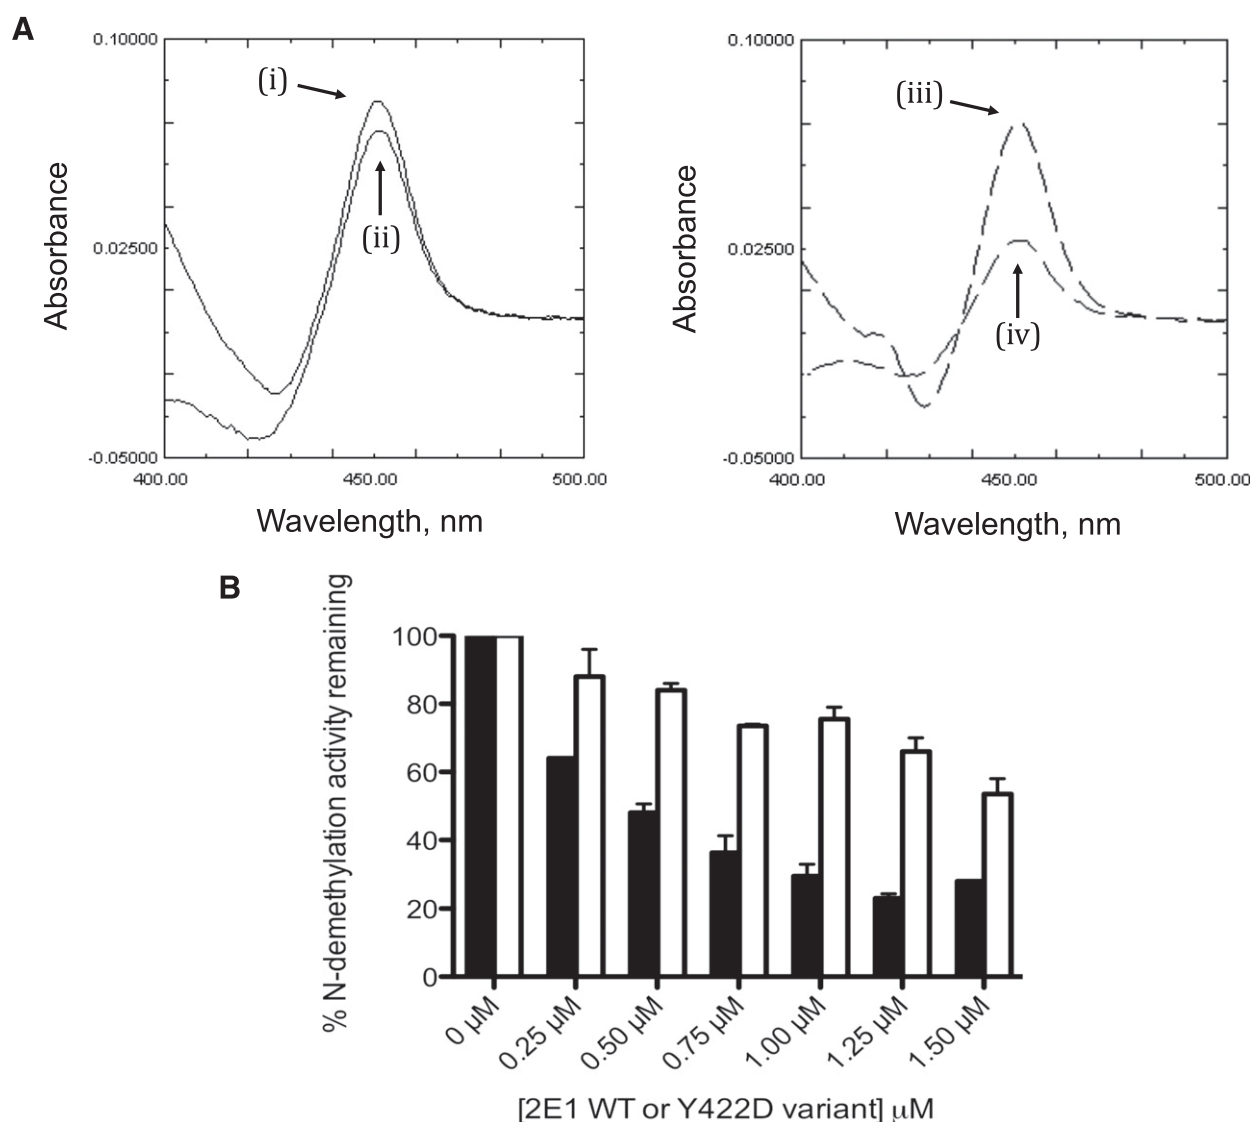 A
0.10000
(i)
(ii)
0.02500
-0.05000
Absorbance
400.00 450.00 500.00
Wavelength, nm
0.10000
(iii)
(iv)
0.02500
-0.05000
Absorbance
400.00 450.00 500.00
Wavelength, nm
B
% N-demethylation activity remaining
100
80
60
40
20
0
0 µM
0.25 µM
0.50 µM
0.75 µM
1.00 µM
1.25 µM
1.50 µM
[2E1 WT or Y422D variant] µM